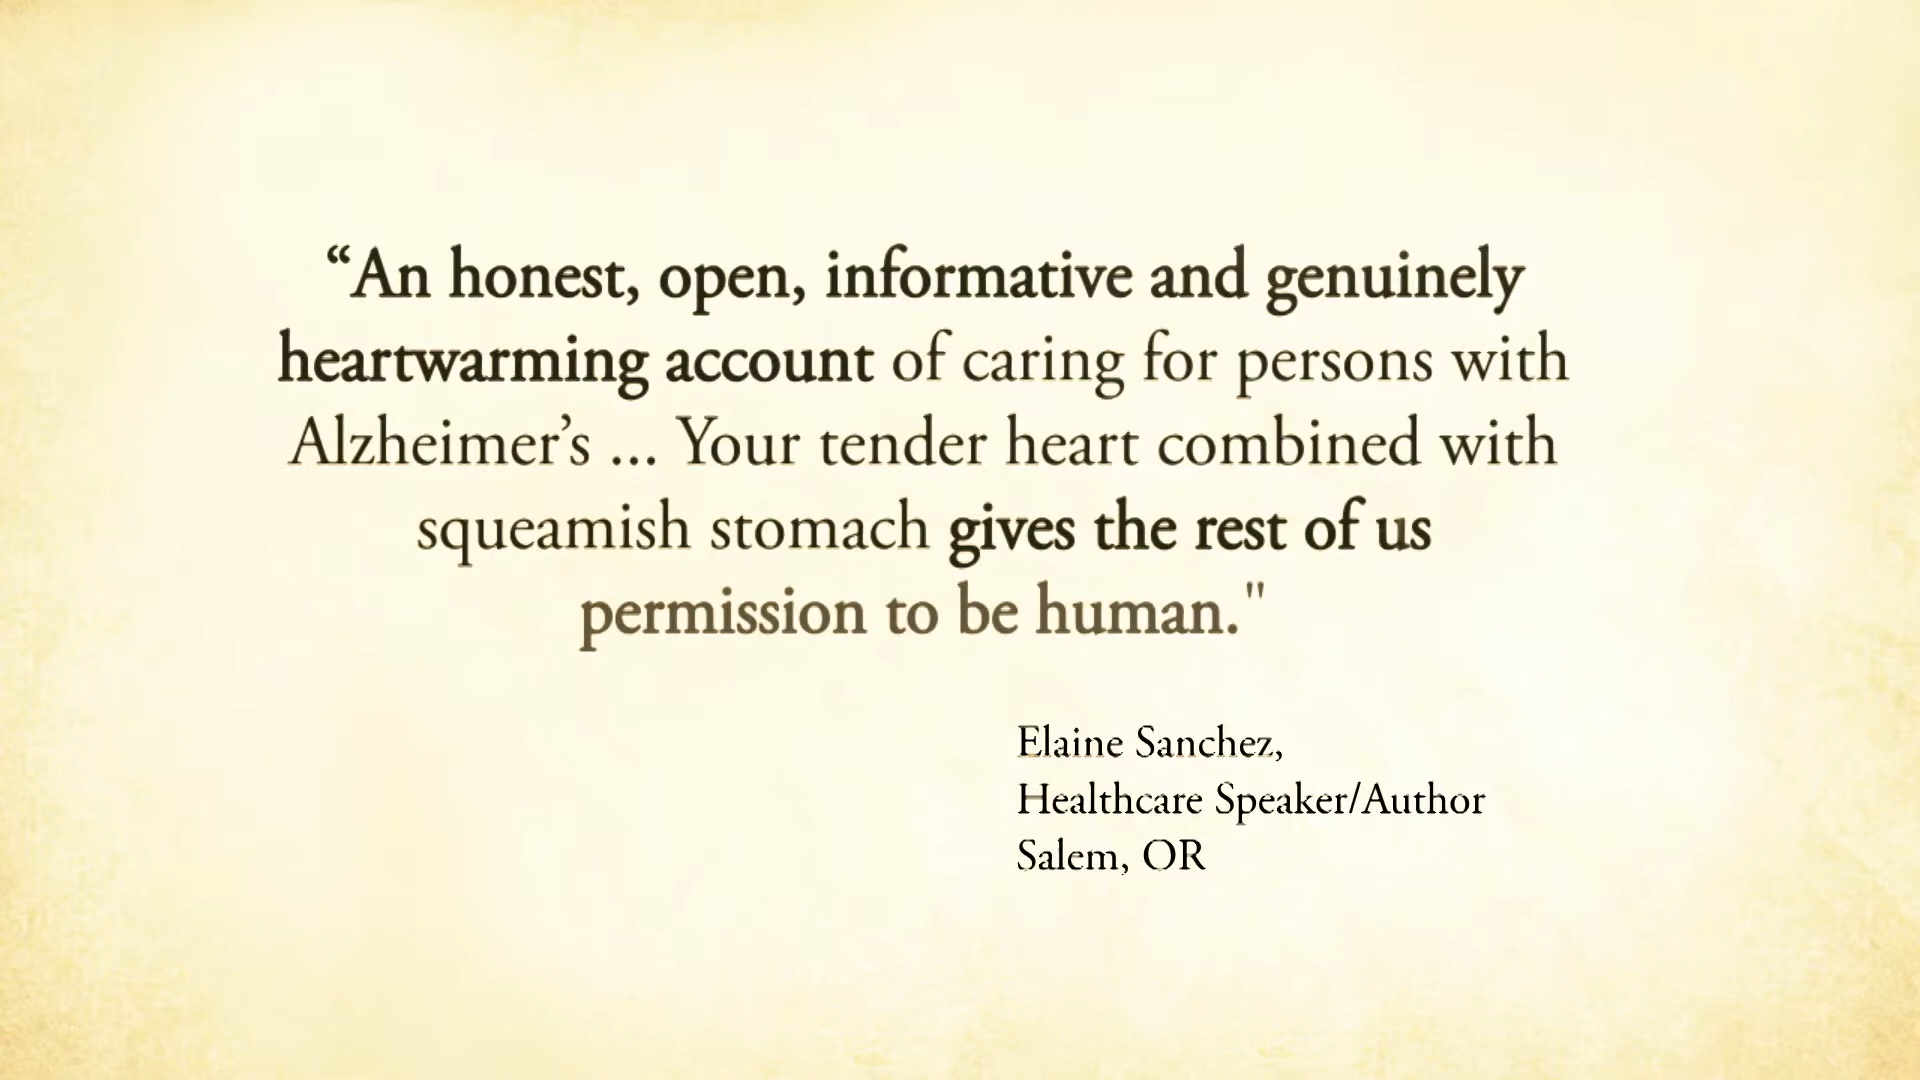 “An honest, open, informative and genuinely
heartwarming account of caring for persons with
Alzheimer’s ... Your tender heart combined with
squeamish stomach gives the rest of us
permission to be human."
Elaine Sanchez,
Healthcare Speaker/Author
Salem, OR